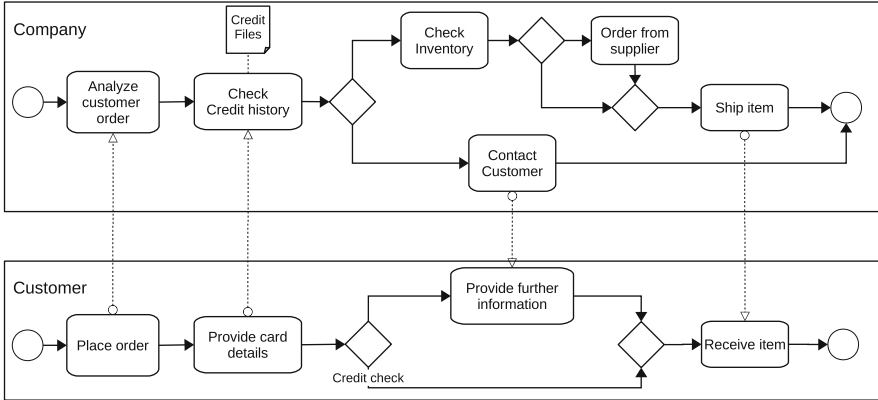 Company
Credit
Files
Check
Inventory
Order from
supplier
Analyze
customer
order
Check
Credit history
Ship item
Contact
Customer
Customer
Provide further
information
Place order
Provide card
details
Receive item
Credit check